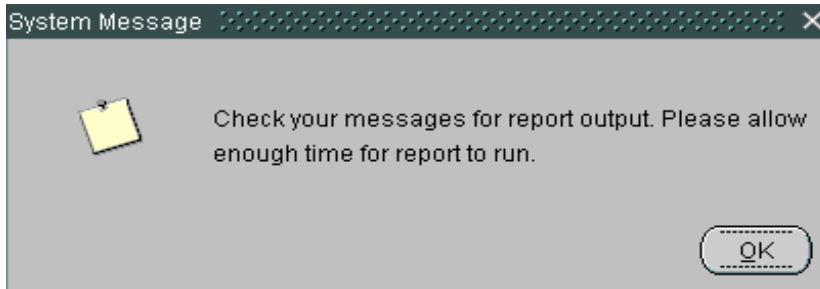 System Message
Check your messages for report output. Please allow
enough time for report to run.
OK